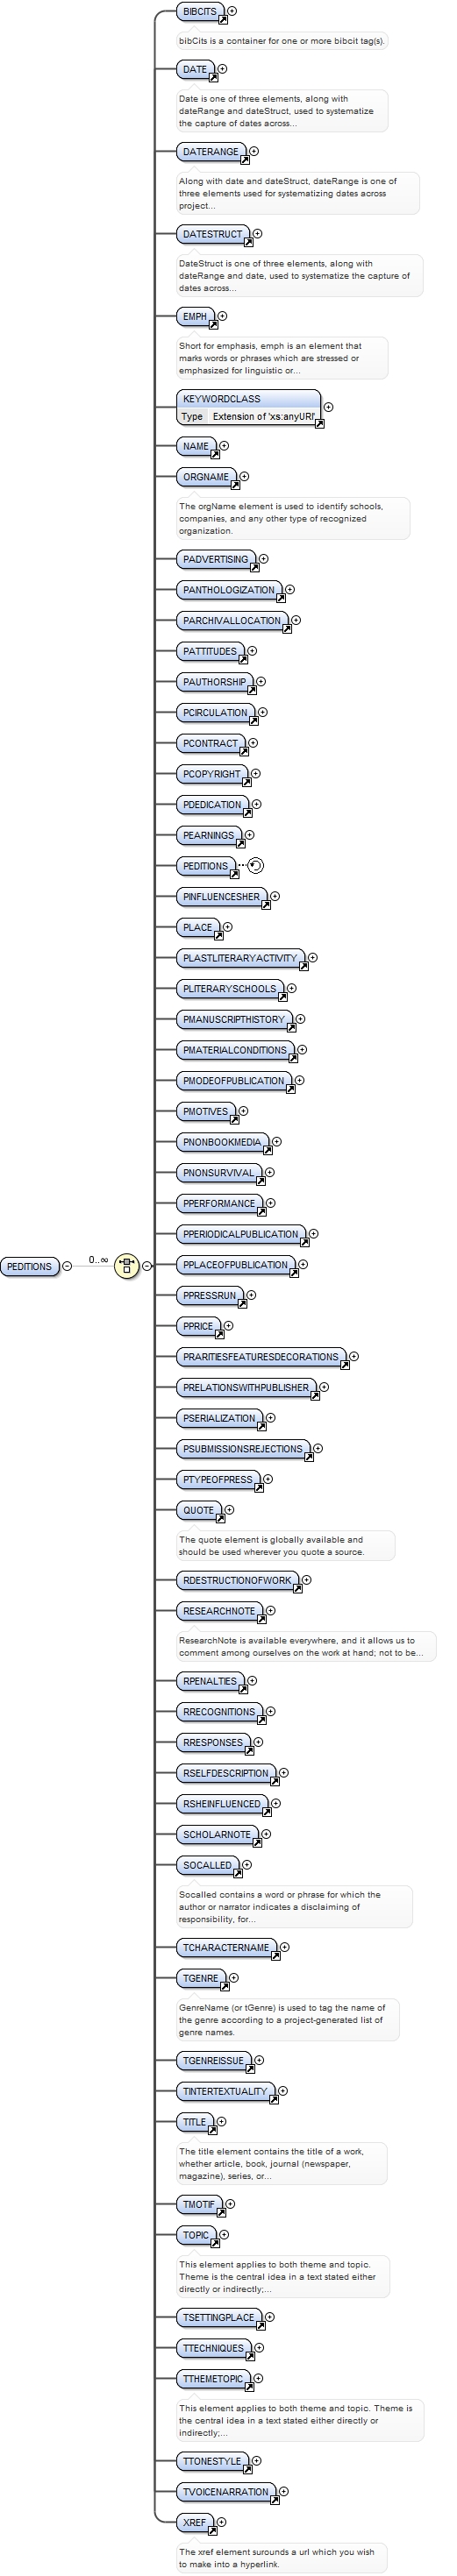 BIBCITS
bibCits is a container for one or more bibcit tag(s).
DATE
Date is one of three elements, along with
dateRange and dateStruct, used to systematize
the capture of dates across...
DATERANGE
Along with date and dateStruct, dateRange is one of
three elements used for systematizing dates across
project...
DATESTRUCT
DateStruct is one of three elements, along with
dateRange and date, used to systematize the capture of
dates across...
EMPH
Short for emphasis, emph is an element that
marks words or phrases which are stressed or
emphasized for linguistic or...
KEYWORDCLASS
Type Extension of 'xs:anyURI'
NAME
ORGNAME
The orgName element is used to identify schools,
companies, and any other type of recognized
organization.
PADVERTISING
PANTHOLOGIZATION
PARCHIVALLOCATION
PATTITUDES
PAUTHORSHIP
PCIRCULATION
PCONTRACT
PCOPYRIGHT
PDEDICATION
PEARNINGS
PEDITIONS
PINFLUENCESHER
PLACE
PLASTLITERARYACTIVITY
PLITERARYSCHOOLS
PMANUSCRIPTHISTORY
PMATERIALCONDITIONS
PMODEOFPUBLICATION
PMOTIVES
PNONBOOKMEDIA
PNONSURVIVAL
PPERFORMANCE
PPERIODICALPUBLICATION
PEDITIONS 0..∞
PPLACEOFPUBLICATION
PPRESSRUN
PPRICE
PRARITIESFEATURESDECORATIONS
PRELATIONSWITHPUBLISHER
PSERIALIZATION
PSUBMISSIONSREJECTIONS
PTYPEOFPRESS
QUOTE
The quote element is globally available and
should be used wherever you quote a source.
RDESTRUCTIONOFWORK
RESEARCHNOTE
ResearchNote is available everywhere, and it allows us to
comment among ourselves on the work at hand; not to be...
RPENALTIES
RRECOGNITIONS
RRESPONSES
RSELFDESCRIPTION
RSHEINFLUENCED
SCHOLARNOTE
SOCALLED
Socalled contains a word or phrase for which the
author or narrator indicates a disclaiming of
responsibility, for...
TCHARACTERNAME
TGENRE
GenreName (or tGenre) is used to tag the name of
the genre according to a project-generated list of
genre names.
TGENREISSUE
TINTERTEXTUALITY
TITLE
The title element contains the title of a work,
whether article, book, journal (newspaper,
magazine), series, or...
TMOTIF
TOPIC
This element applies to both theme and topic.
Theme is the central idea in a text stated either
directly or indirectly;...
TSETTINGPLACE
TTECHNIQUES
TTHEMETOPIC
This element applies to both theme and topic. Theme is
the central idea in a text stated either directly or
indirectly;...
TTONESTYLE
TVOICENARRATION
XREF
The xref element surounds a url which you wish
to make into a hyperlink.